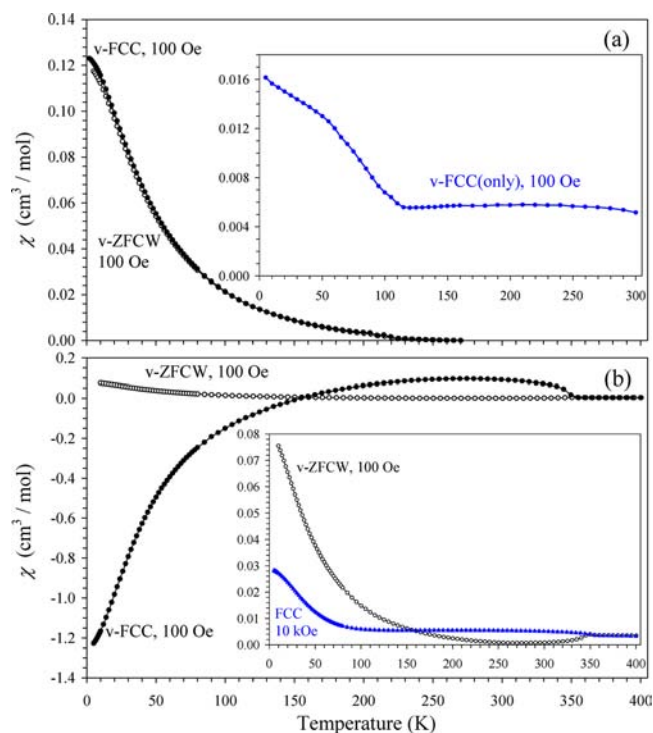 v-FCC, 100 Oe
(a)
0.14
0.12
0.10
0.08
0.06
0.04
0.02
0.00
χ (cm³ / mol)
v-ZFCW
100 Oe
0.016
0.012
0.008
0.004
0.000
v-FCC(only), 100 Oe
0 50 100 150 200 250 300
0.2
0.0
-0.2
-0.4
-0.6
-0.8
-1.0
-1.2
-1.4
χ (cm³ / mol)
v-ZFCW, 100 Oe
(b)
v-FCC, 100 Oe
0.08
0.07
0.06
0.05
0.04
0.03
0.02
0.01
0.00
v-ZFCW, 100 Oe
FCC
10 kOe
0 50 100 150 200 250 300 350 400
0 50 100 150 200 250 300 350 400
Temperature (K)